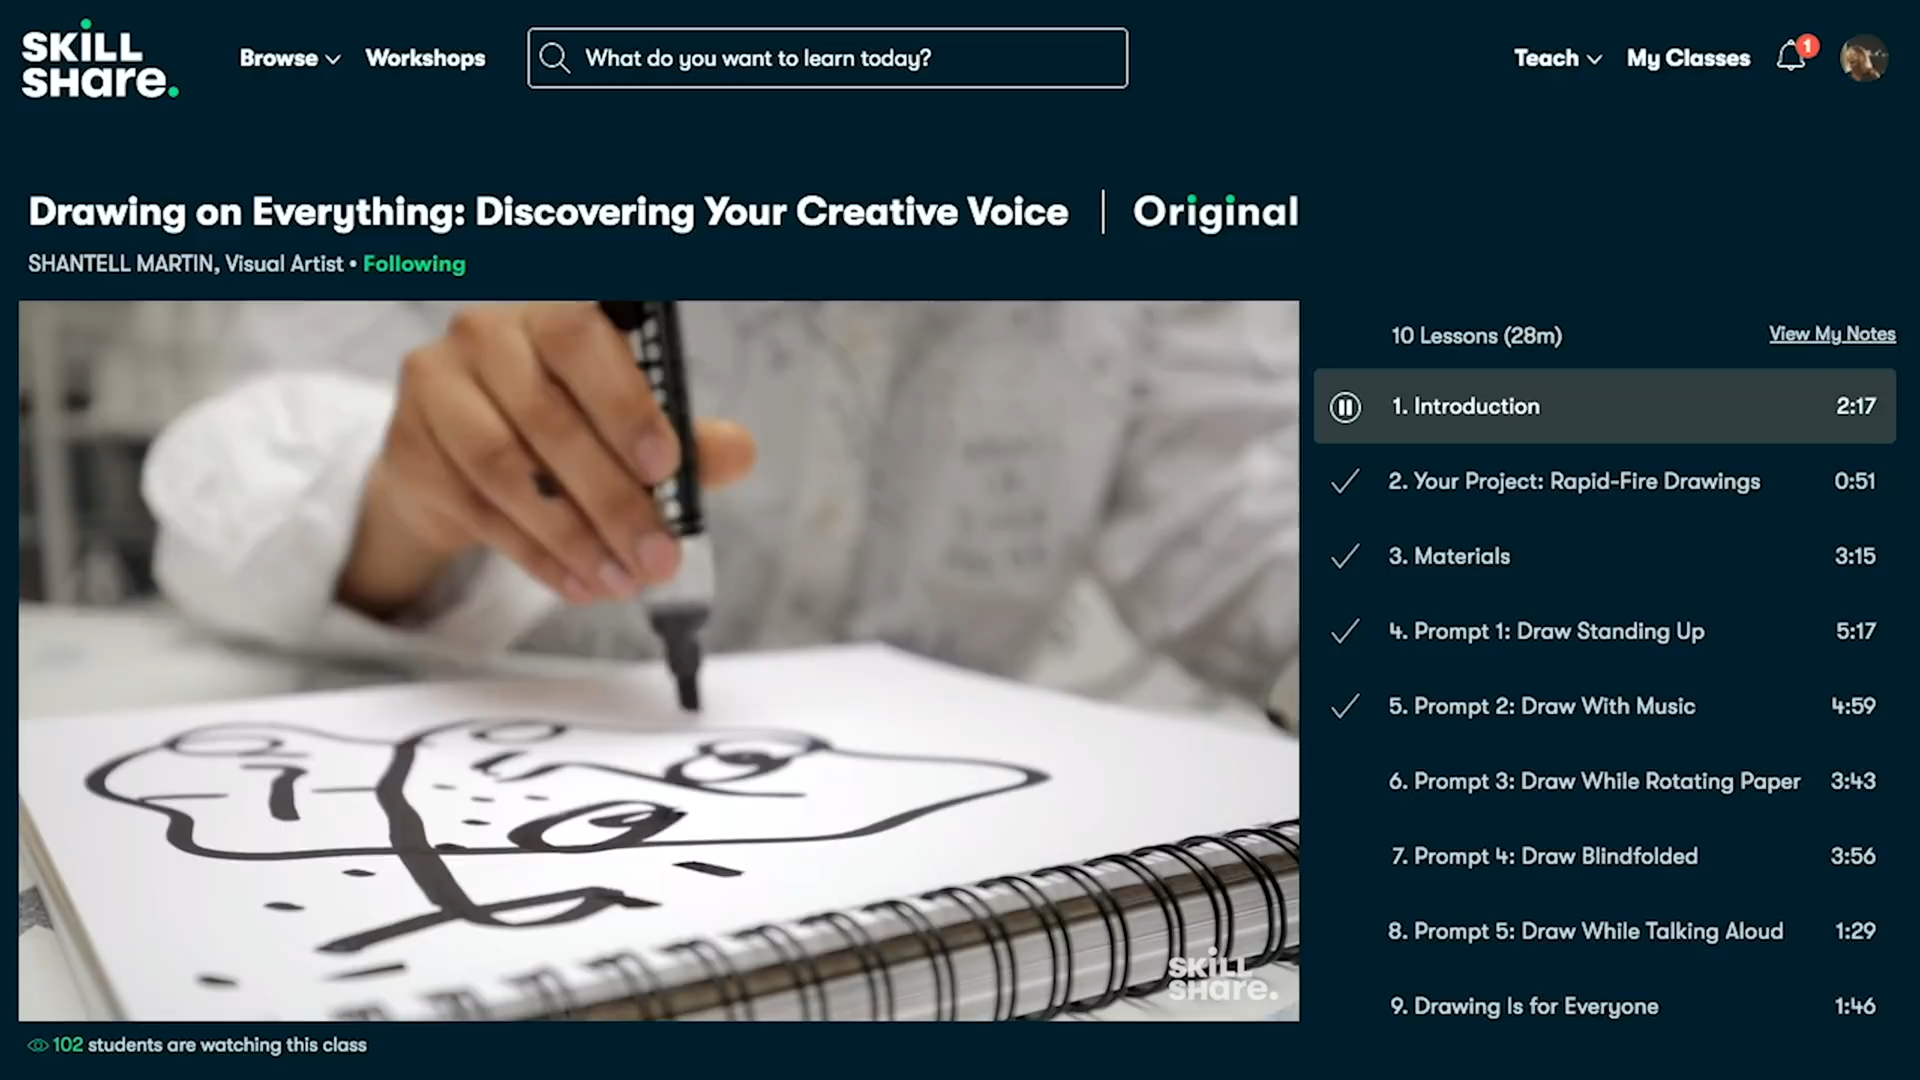 SKILL
SHARE.
Browse
Workshops
What do you want to learn today?
Teach
My Classes
1
Drawing on Everything: Discovering Your Creative Voice | Original
SHANTELL MARTIN, Visual Artist • Following
10 Lessons (28m)
View My Notes
1. Introduction 2:17
2. Your Project: Rapid-Fire Drawings 0:51
3. Materials 3:15
4. Prompt 1: Draw Standing Up 5:17
5. Prompt 2: Draw With Music 4:59
6. Prompt 3: Draw While Rotating Paper 3:43
7. Prompt 4: Draw Blindfolded 3:56
8. Prompt 5: Draw While Talking Aloud 1:29
9. Drawing Is for Everyone 1:46
SKILL
SHARE.
102 students are watching this class